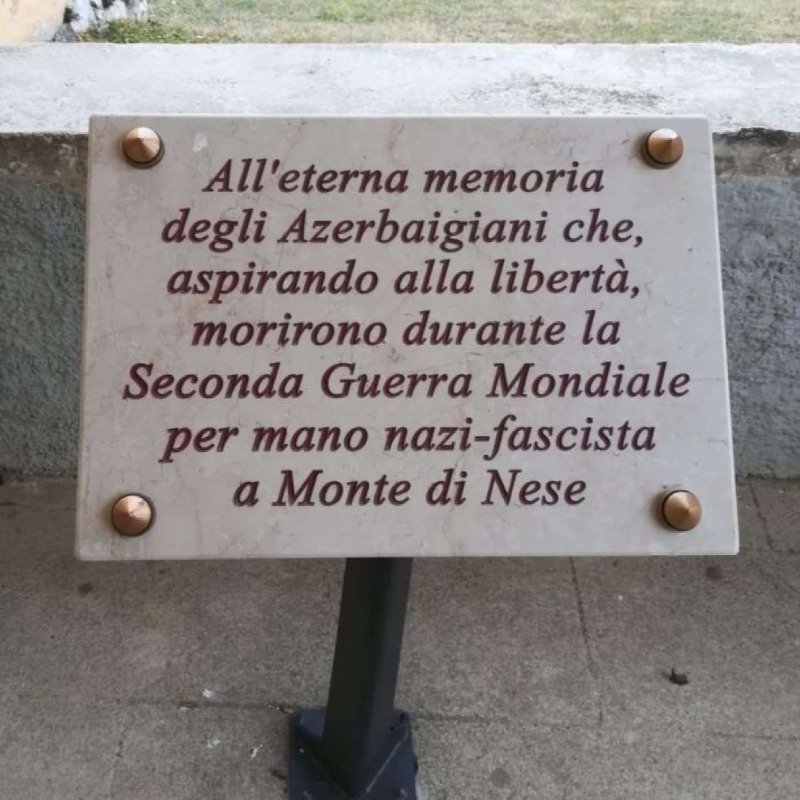 All'eterna memoria
degli Azerbaigiani che,
aspirando alla libertà,
morirono durante la
Seconda Guerra Mondiale
per mano nazi-fascista
a Monte di Nese